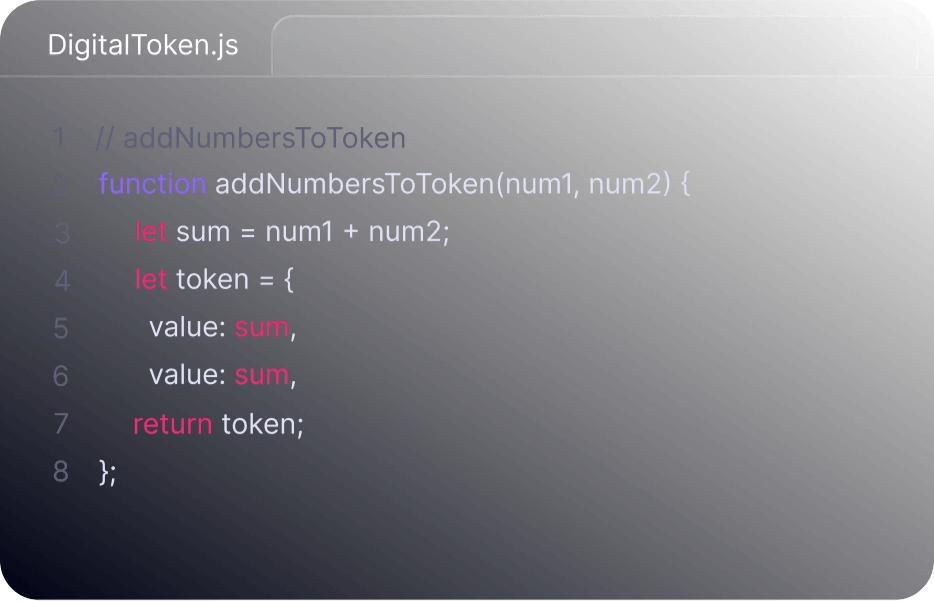 DigitalToken.js
1 // addNumbersToToken
2 function addNumbersToToken(num1, num2) {
3 let sum = num1 + num2;
4 let token = {
5 value: sum,
6 value: sum,
7 return token;
8 };